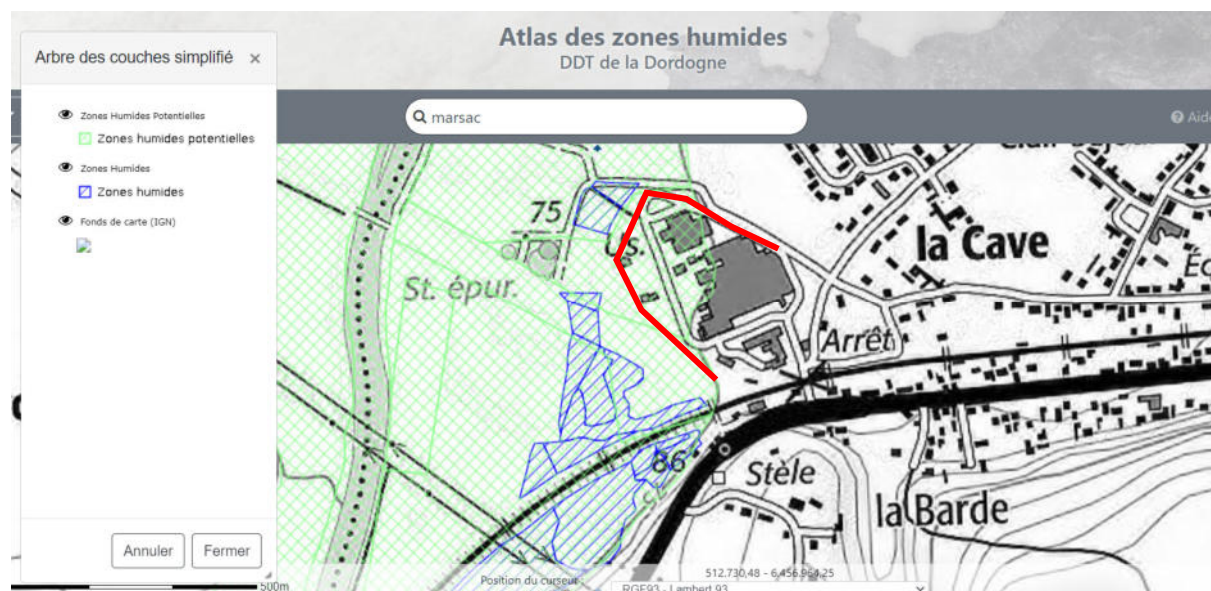 Atlas des zones humides
DDT de la Dordogne
Arbre des couches simplifié ×
Zones Humides Potentielles
Zones humides potentielles
Zones Humides
Zones humides
Fonds de carte (IGN)
marsac
Aide
75
Us.
la Cave
St. épur.
Arrêt
86
Stèle
la Barde
Annuler
Fermer
500m
Position du curseur :
512.730,48 - 6.456.964,25
RGF93 - Lambert 93